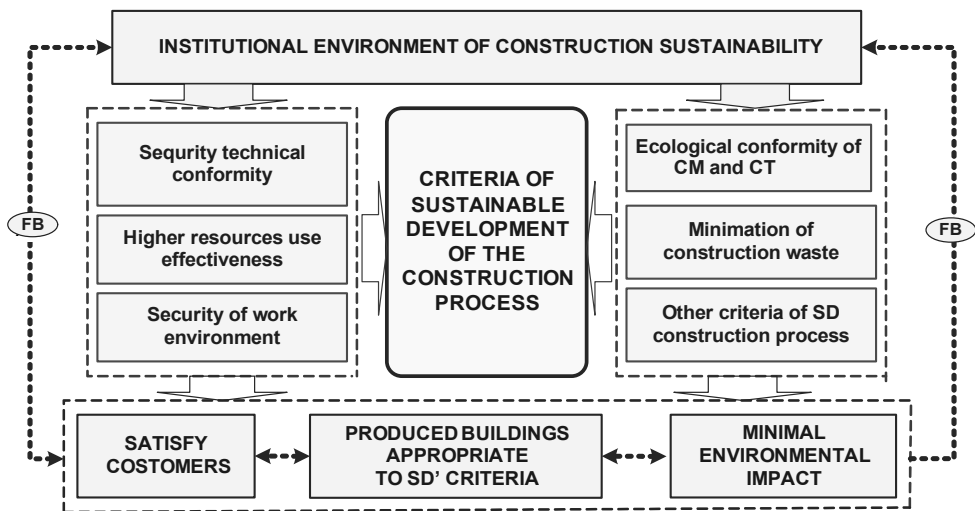 INSTITUTIONAL ENVIRONMENT OF CONSTRUCTION SUSTAINABILITY
Sequrity technical
conformity
Higher resources use
effectiveness
Security of work
environment
CRITERIA OF
SUSTAINABLE
DEVELOPMENT
OF THE
CONSTRUCTION
PROCESS
Ecological conformity of
CM and CT
Minimation of
construction waste
Other criteria of SD
construction process
FB
FB
SATISFY
COSTOMERS
PRODUCED BUILDINGS
APPROPRIATE
TO SD' CRITERIA
MINIMAL
ENVIRONMENTAL
IMPACT